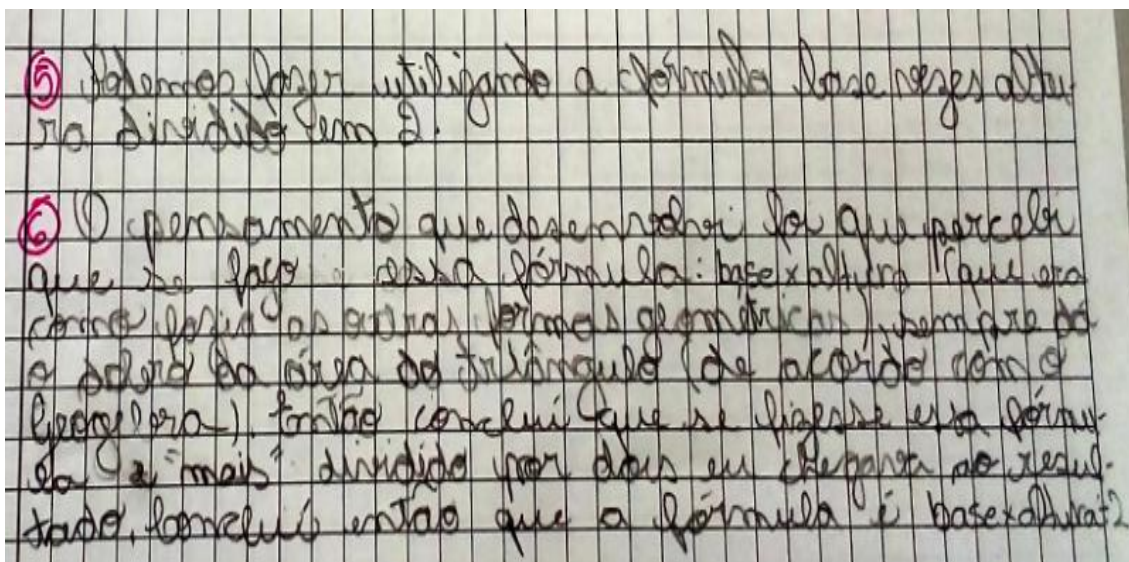 5 Podemos fazer utilizando a fórmula base vezes altu-
ra dividido em 2.
6 O pensamento que desenvolvi foi que percebi
que se faço essa fórmula: base x altura (que era
como fazia as outras formas geométricas), sempre dá
o dobro da área do triângulo (de acordo com o
Geogebra). Então conclui que se fizesse essa fórmu-
la e "mais" dividido por dois eu chegaria ao resul-
tado. Conclui então que a fórmula é base x altura ÷ 2